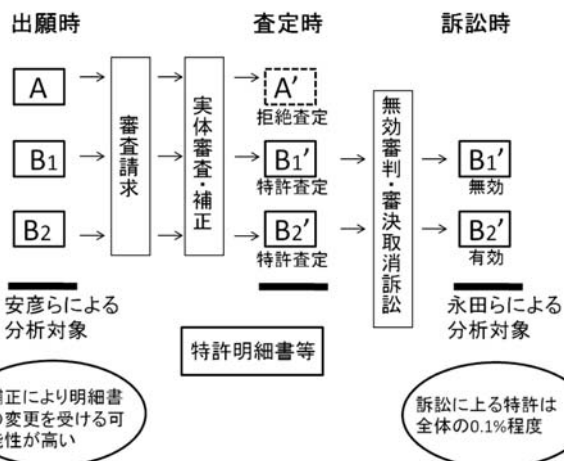 出願時
査定時
訴訟時
A
B1
B2
審査請求
実体審査・補正
A′
拒絶査定
B1′
特許査定
B2′
特許査定
無効審判・審決取消訴訟
B1′
無効
B2′
有効
安彦らによる
分析対象
永田らによる
分析対象
特許明細書等
正により明細書
変更を受ける可
性が高い
訴訟に上る特許は
全体の0.1%程度